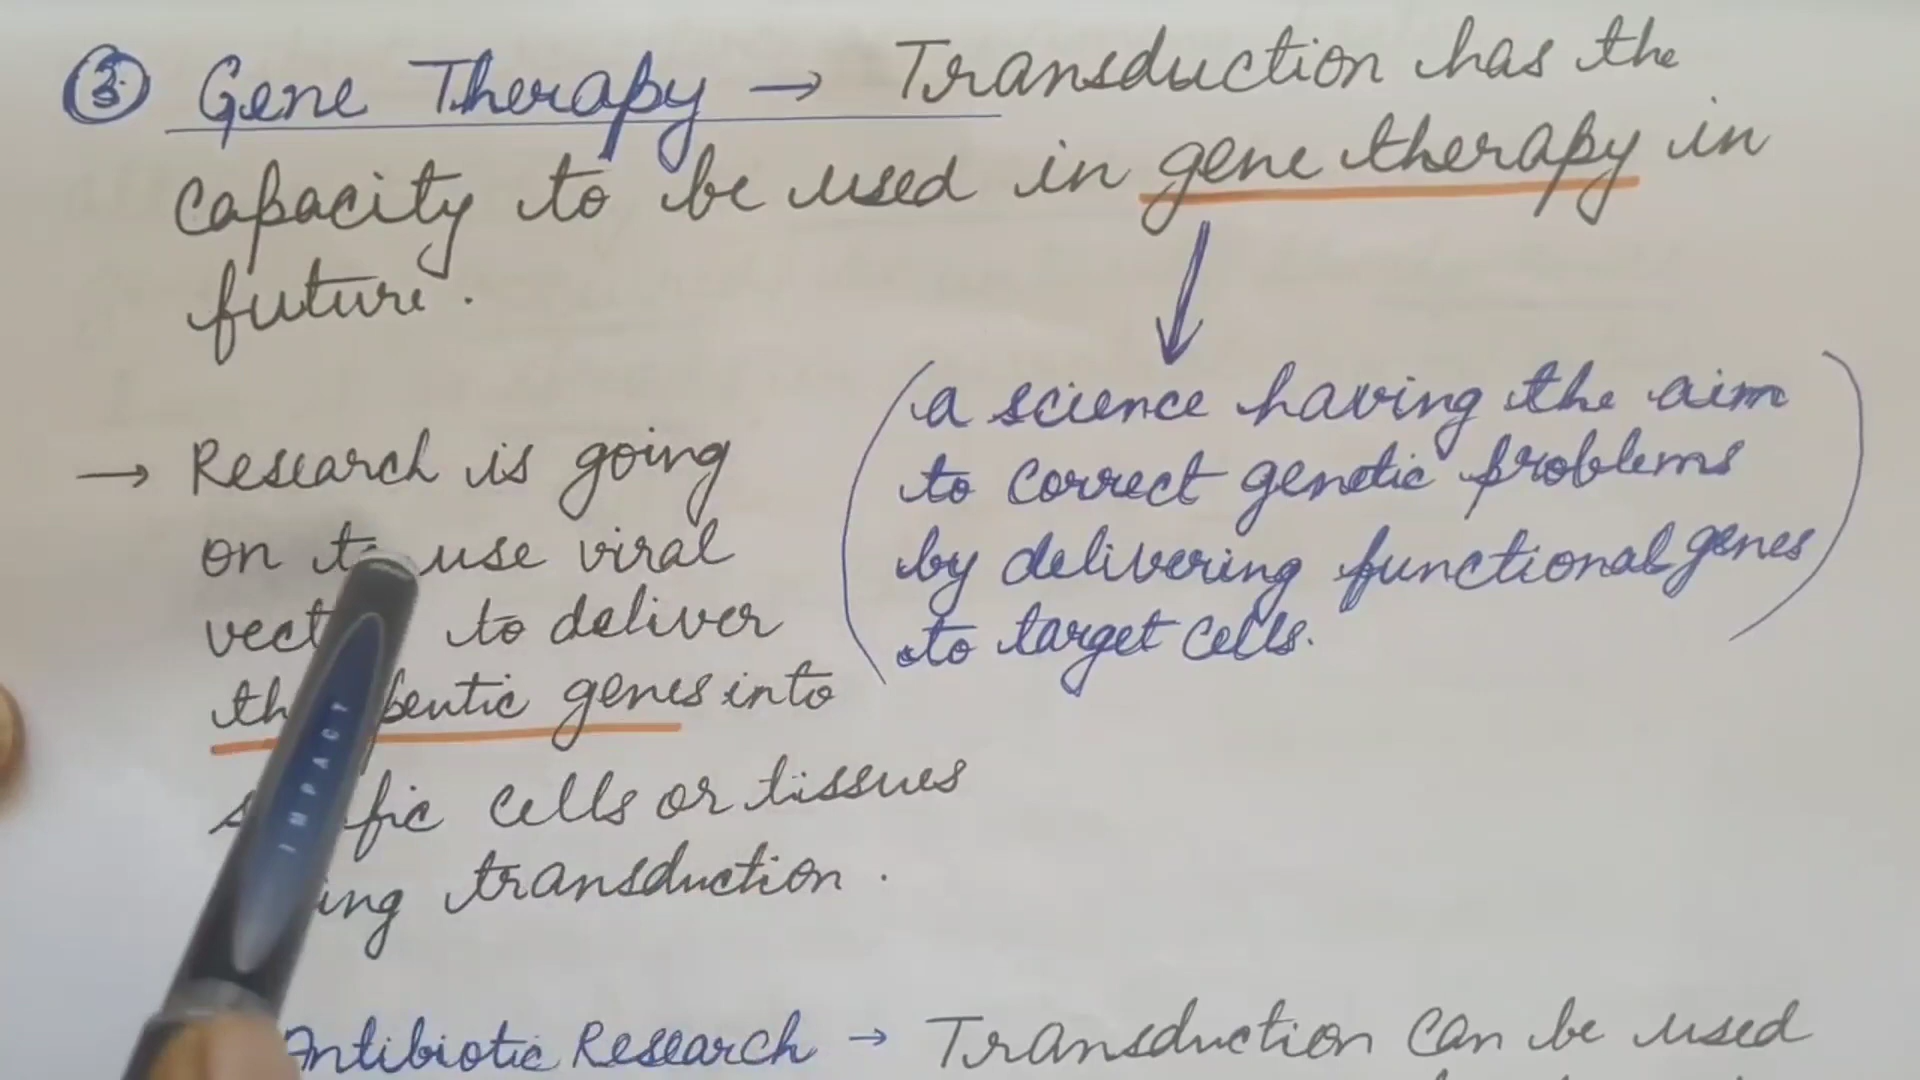 ③ Gene Therapy → Transduction has the
capacity to be used in gene therapy in
future.
(a science having the aim
to correct genetic problems
by delivering functional genes
to target cells.)
→ Research is going
on to use viral
to deliver
genes into
cells or tissues
transduction.
IMPACT
Antibiotic Research → Transduction can be used